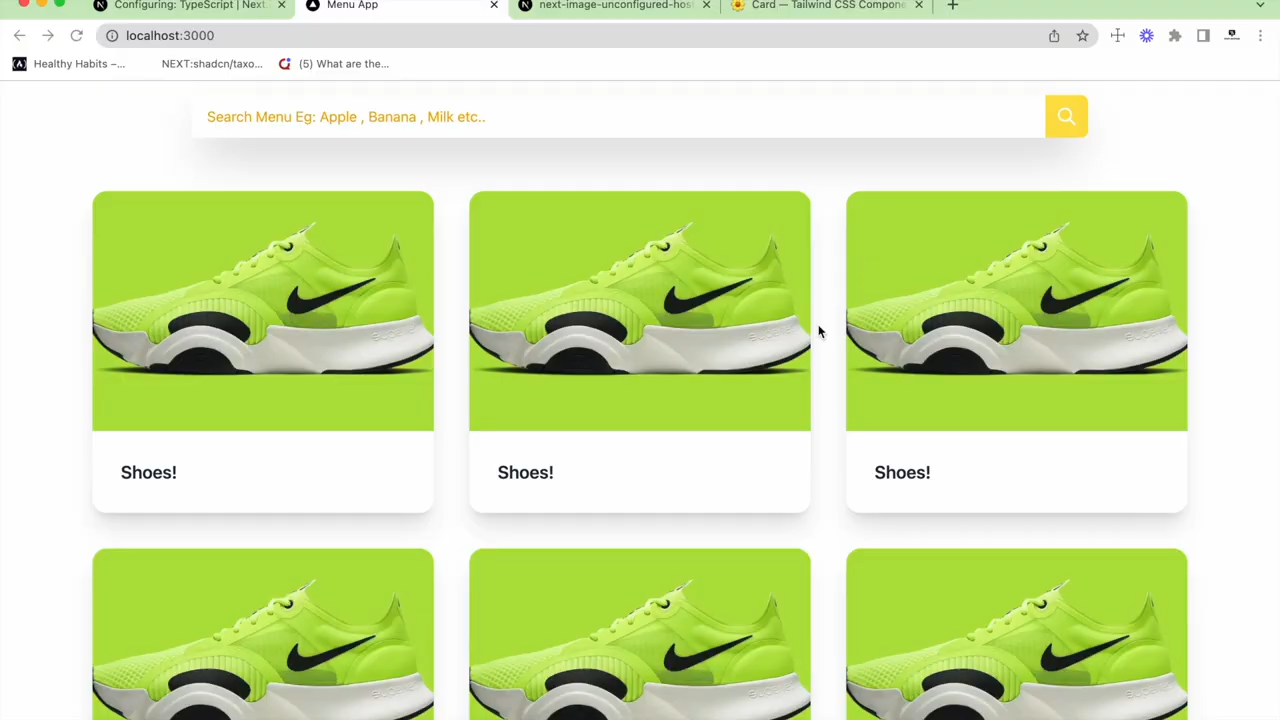 Configuring: TypeScript | Next.
Menu App
next-image-unconfigured-host
Card — Tailwind CSS Compone
localhost:3000
Healthy Habits –...
NEXT:shadcn/taxo...
(5) What are the...
Search Menu Eg: Apple , Banana , Milk etc..
Shoes!
Shoes!
Shoes!